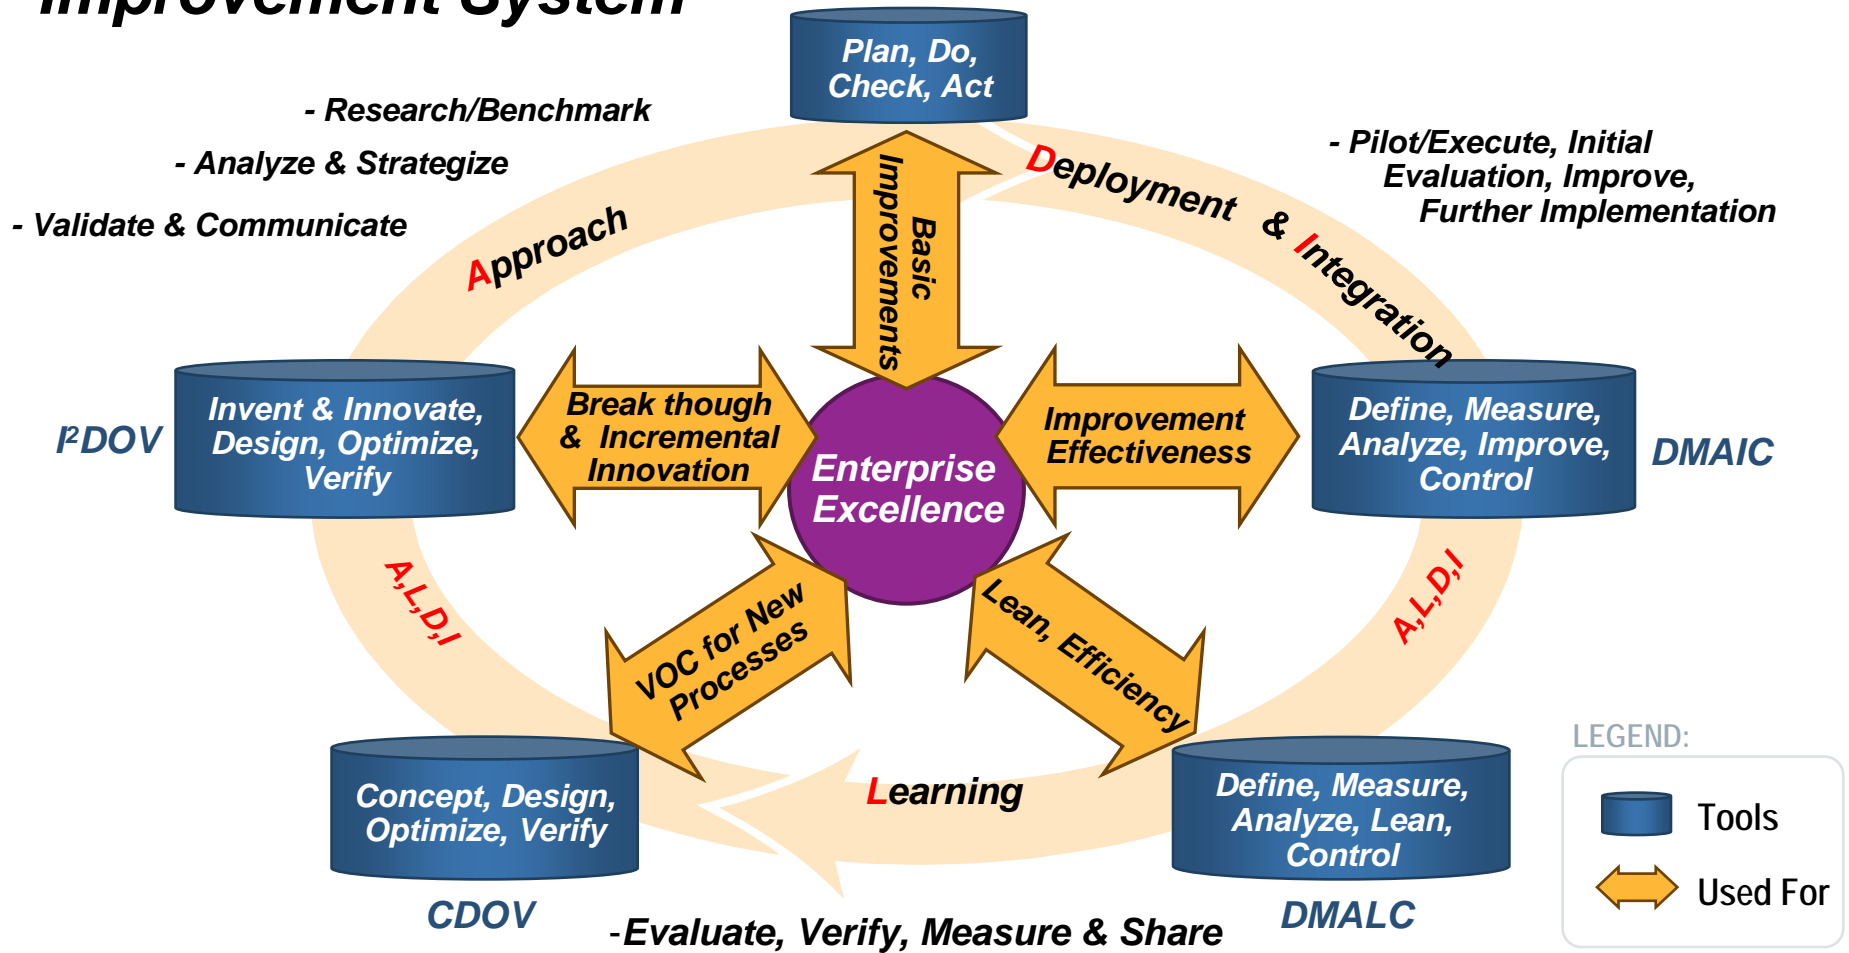 Improvement System
Plan, Do,
Check, Act
- Research/Benchmark
- Analyze & Strategize
- Validate & Communicate
- Pilot/Execute, Initial
Evaluation, Improve,
Further Implementation
Approach
Deployment & Integration
Basic
Improvements
I²DOV
Invent & Innovate,
Design, Optimize,
Verify
Break though
& Incremental
Innovation
Enterprise
Excellence
Improvement
Effectiveness
Define, Measure,
Analyze, Improve,
Control
DMAIC
A,L,D,I
A,L,D,I
VOC for New
Processes
Lean, Efficiency
Learning
Concept, Design,
Optimize, Verify
CDOV
Define, Measure,
Analyze, Lean,
Control
DMALC
-Evaluate, Verify, Measure & Share
LEGEND:
Tools
Used For